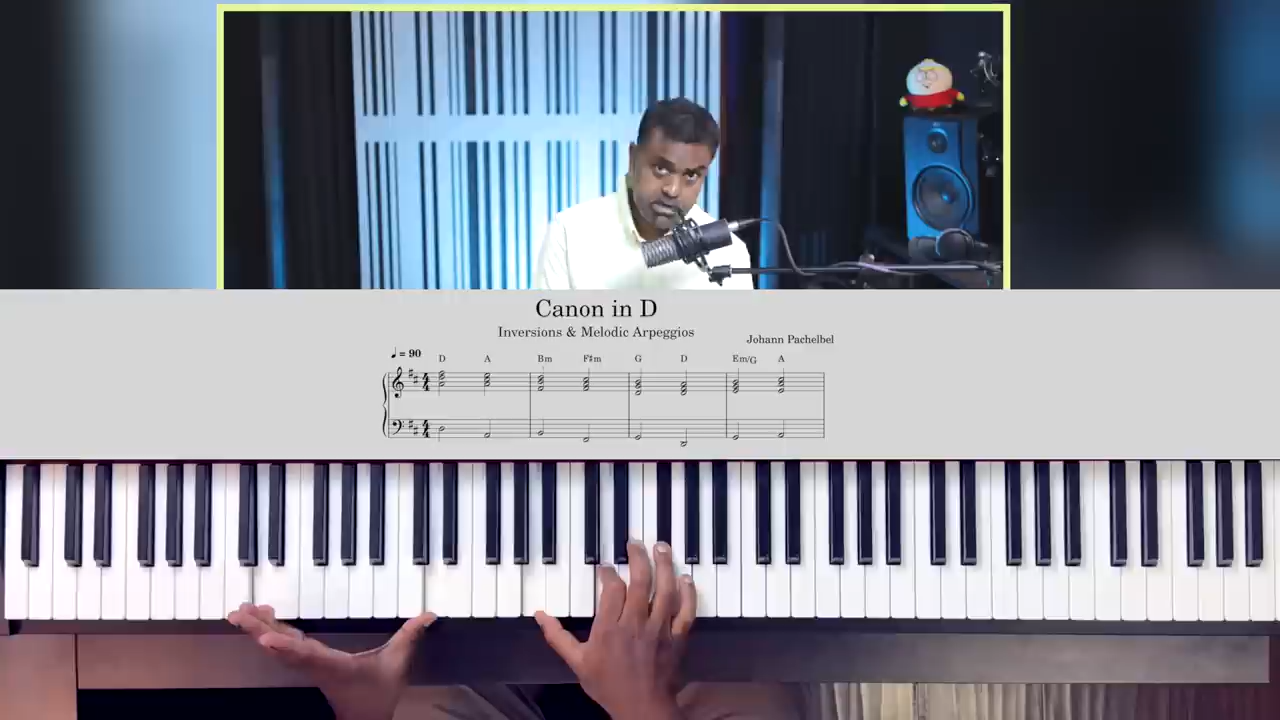 Canon in D
Inversions & Melodic Arpeggios
Johann Pachelbel
♩ = 90
D A Bm F♯m G D Em/G A